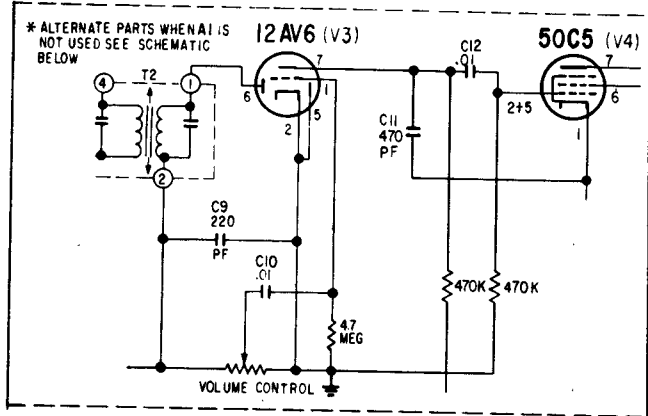 * ALTERNATE PARTS WHEN A1 IS
NOT USED SEE SCHEMATIC
BELOW
12AV6 (V3)
50C5 (V4)
T2
4
1
2
6
7
1
5
2
C12
.01
C11
470
PF
2+5
7
6
1
C9
220
PF
C10
.01
4.7
MEG
470K
470K
VOLUME CONTROL